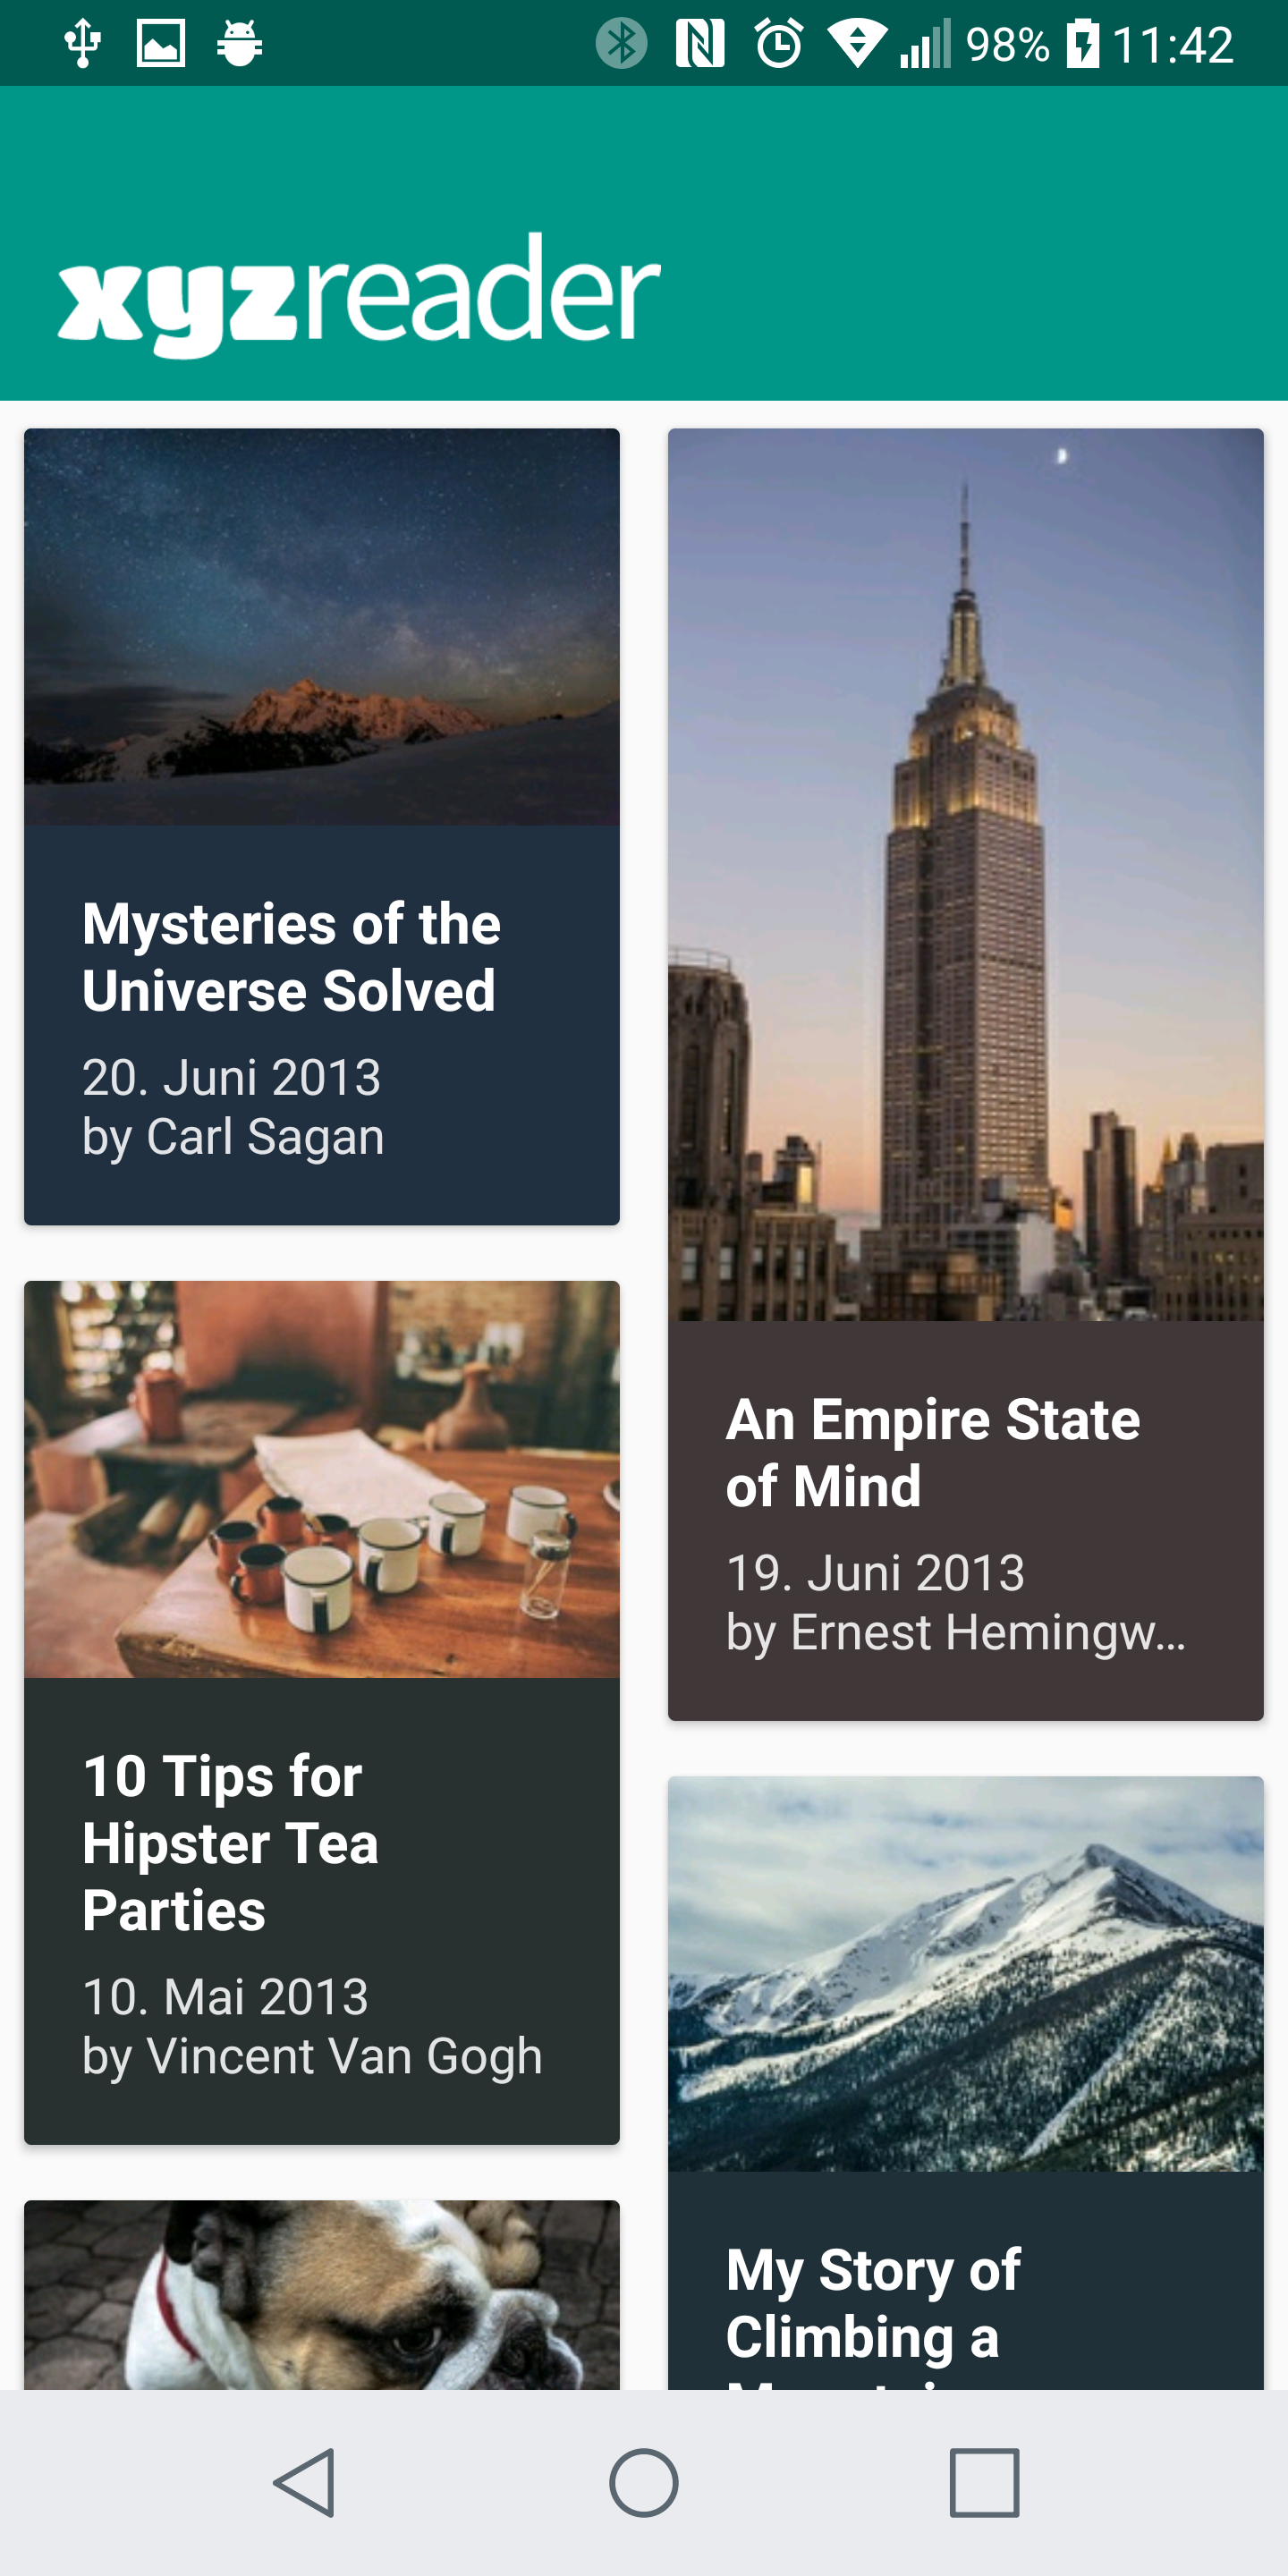 98% 11:42
xyzreader
Mysteries of the
Universe Solved
20. Juni 2013
by Carl Sagan
An Empire State
of Mind
19. Juni 2013
by Ernest Hemingw...
10 Tips for
Hipster Tea
Parties
10. Mai 2013
by Vincent Van Gogh
My Story of
Climbing a